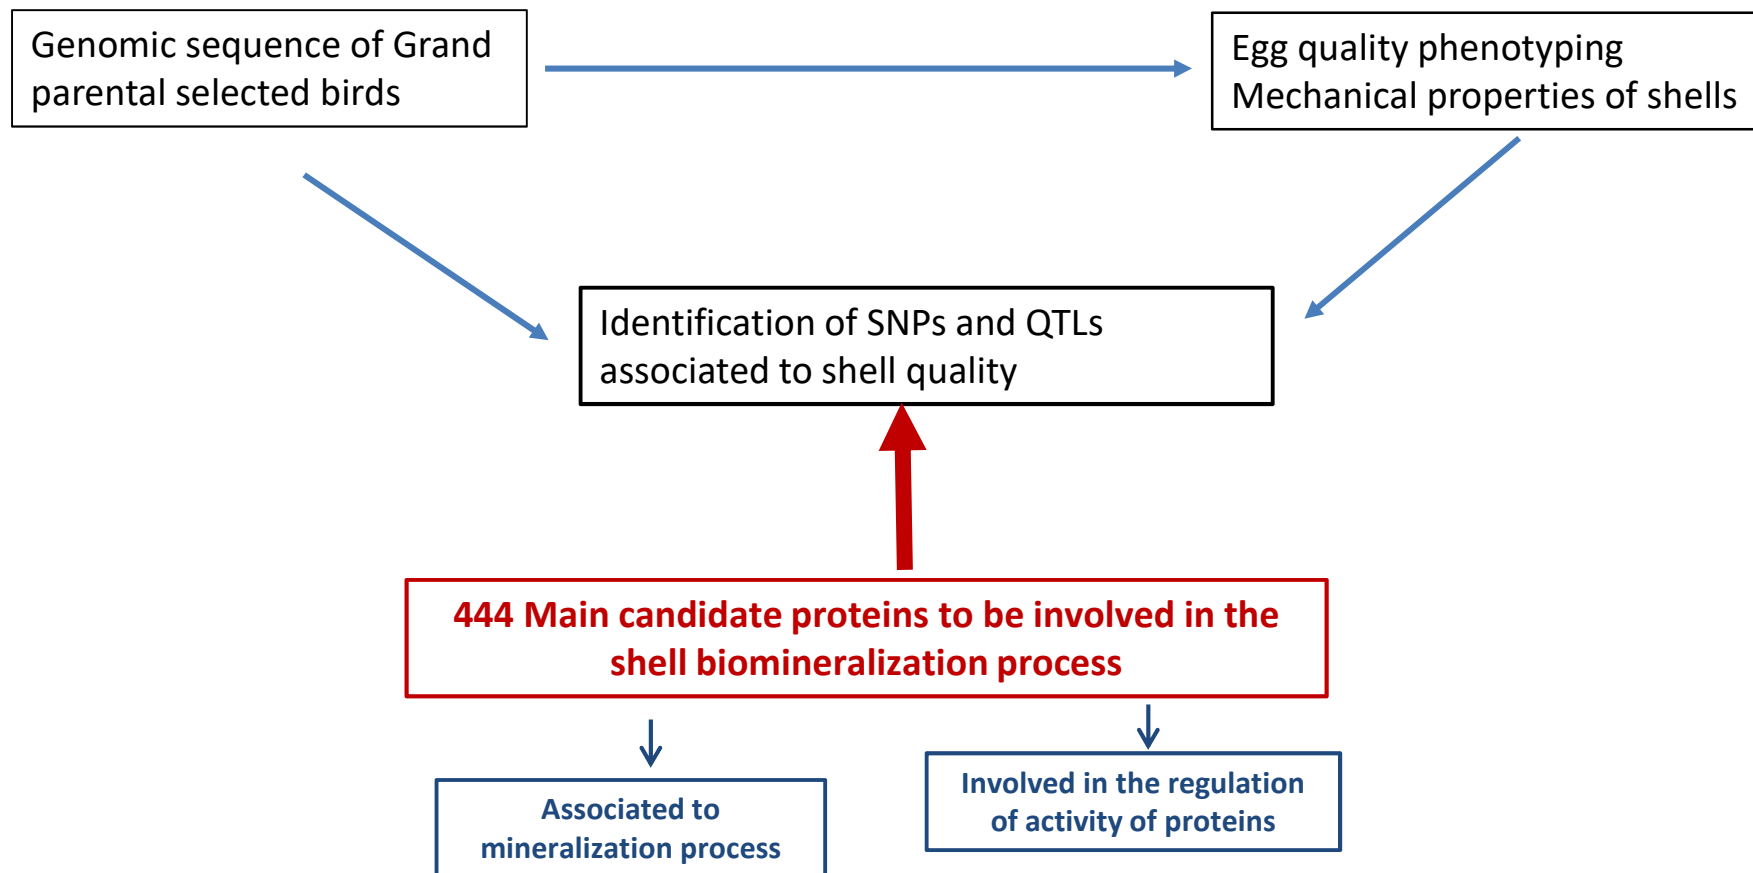 Genomic sequence of Grand
parental selected birds
Egg quality phenotyping
Mechanical properties of shells
Identification of SNPs and QTLs
associated to shell quality
444 Main candidate proteins to be involved in the
shell biomineralization process
Associated to
mineralization process
Involved in the regulation
of activity of proteins